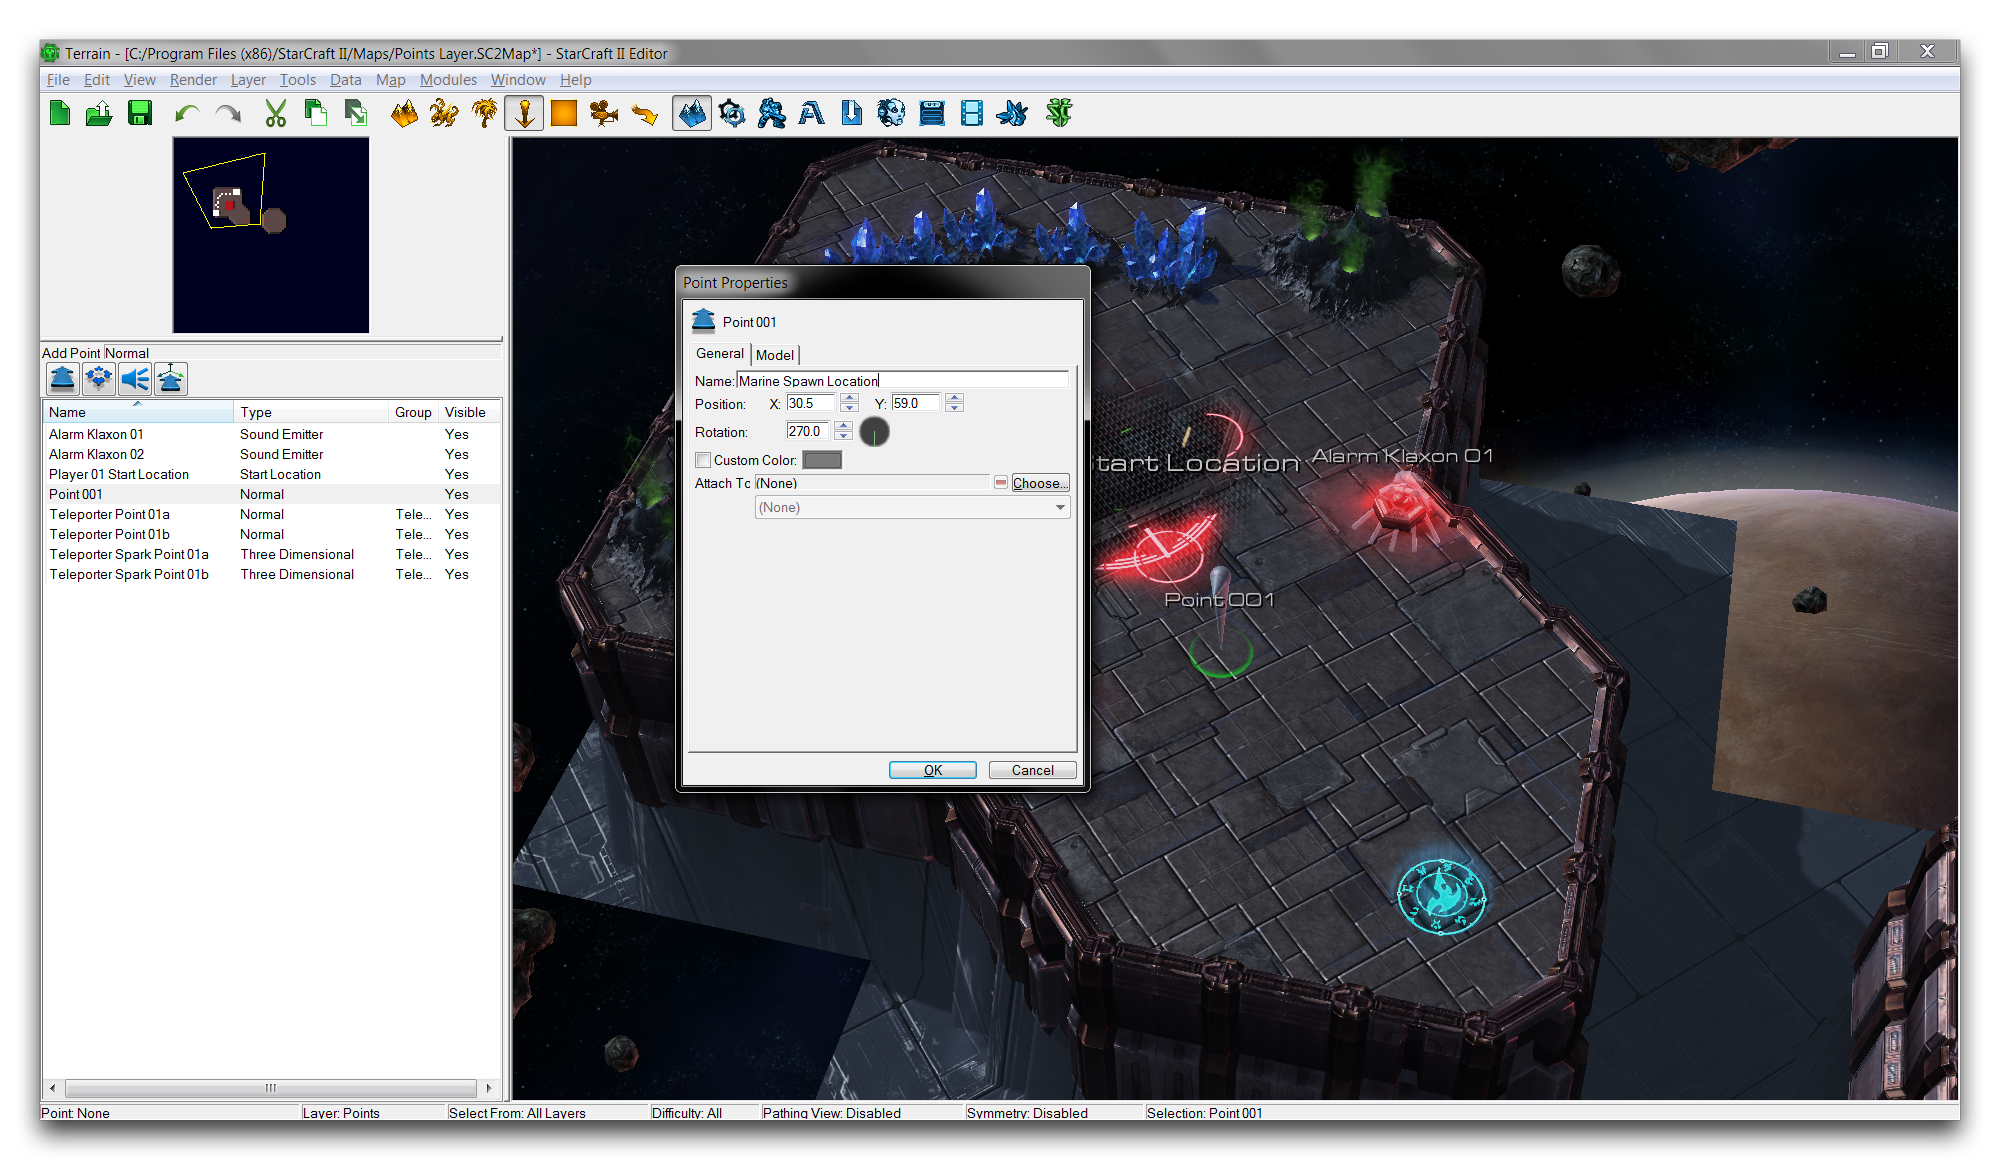 Terrain - [C:/Program Files (x86)/StarCraft II/Maps/Points Layer.SC2Map*] - StarCraft II Editor
File Edit View Render Layer Tools Data Map Modules Window Help
Add Point Normal
Name Type Group Visible
Alarm Klaxon 01 Sound Emitter Yes
Alarm Klaxon 02 Sound Emitter Yes
Player 01 Start Location Start Location Yes
Point 001 Normal Yes
Teleporter Point 01a Normal Tele... Yes
Teleporter Point 01b Normal Tele... Yes
Teleporter Spark Point 01a Three Dimensional Tele... Yes
Teleporter Spark Point 01b Three Dimensional Tele... Yes
Point Properties
Point 001
General Model
Name: Marine Spawn Location
Position: X: 30.5 Y: 59.0
Rotation: 270.0
Custom Color:
Attach Tc (None) Choose...
(None)
OK Cancel
tart Location
Alarm Klaxon 01
Point 001
Point: None Layer: Points Select From: All Layers Difficulty: All Pathing View: Disabled Symmetry: Disabled Selection: Point 001